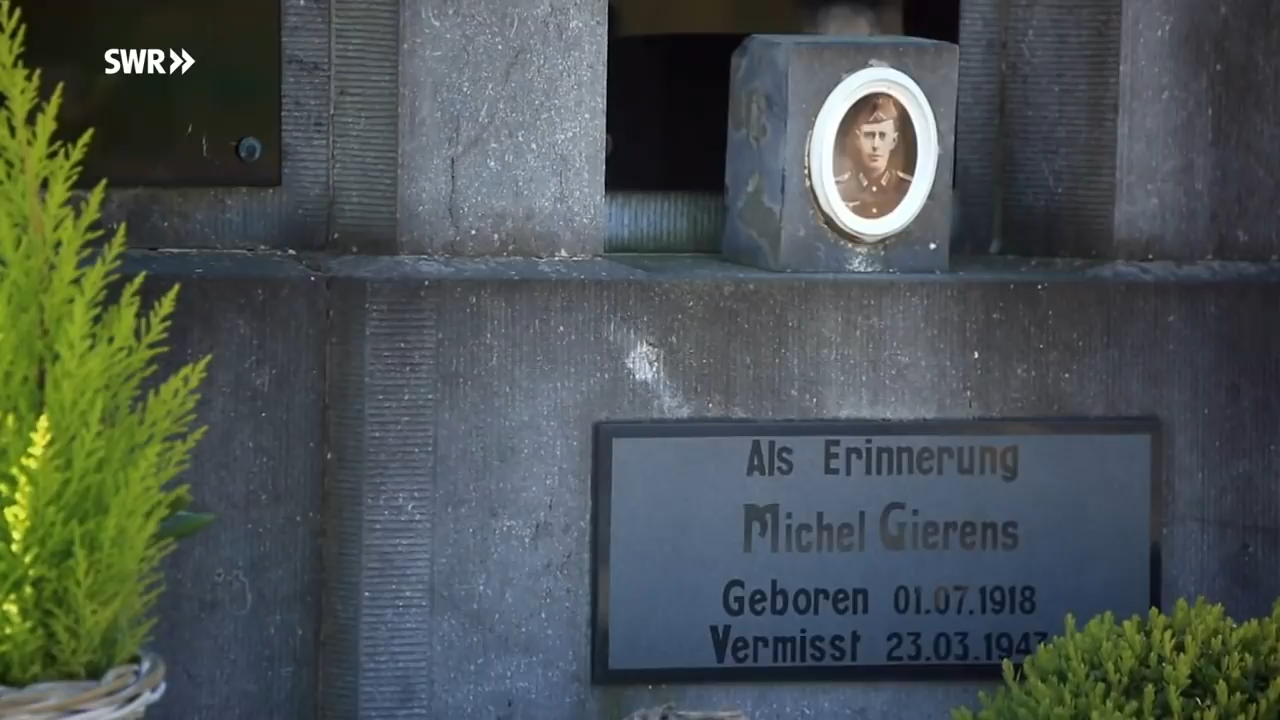 SWR»
Als Erinnerung
Michel Gierens
Geboren 01.07.1918
Vermisst 23.03.1943